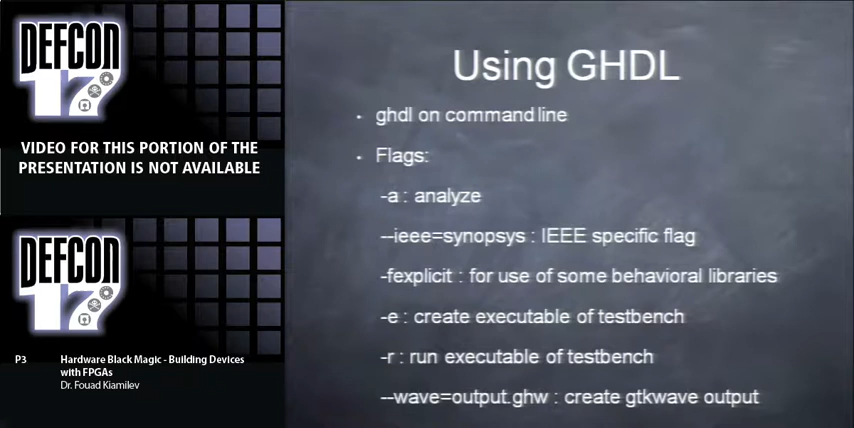 DEFCON
17
VIDEO FOR THIS PORTION OF THE
PRESENTATION IS NOT AVAILABLE
DEFCON
17
P3 Hardware Black Magic - Building Devices
with FPGAs
Dr. Fouad Kiamilev
Using GHDL
• ghdl on command line
• Flags:
-a : analyze
--ieee=synopsys : IEEE specific flag
-fexplicit : for use of some behavioral libraries
-e : create executable of testbench
-r : run executable of testbench
--wave=output.ghw : create gtkwave output